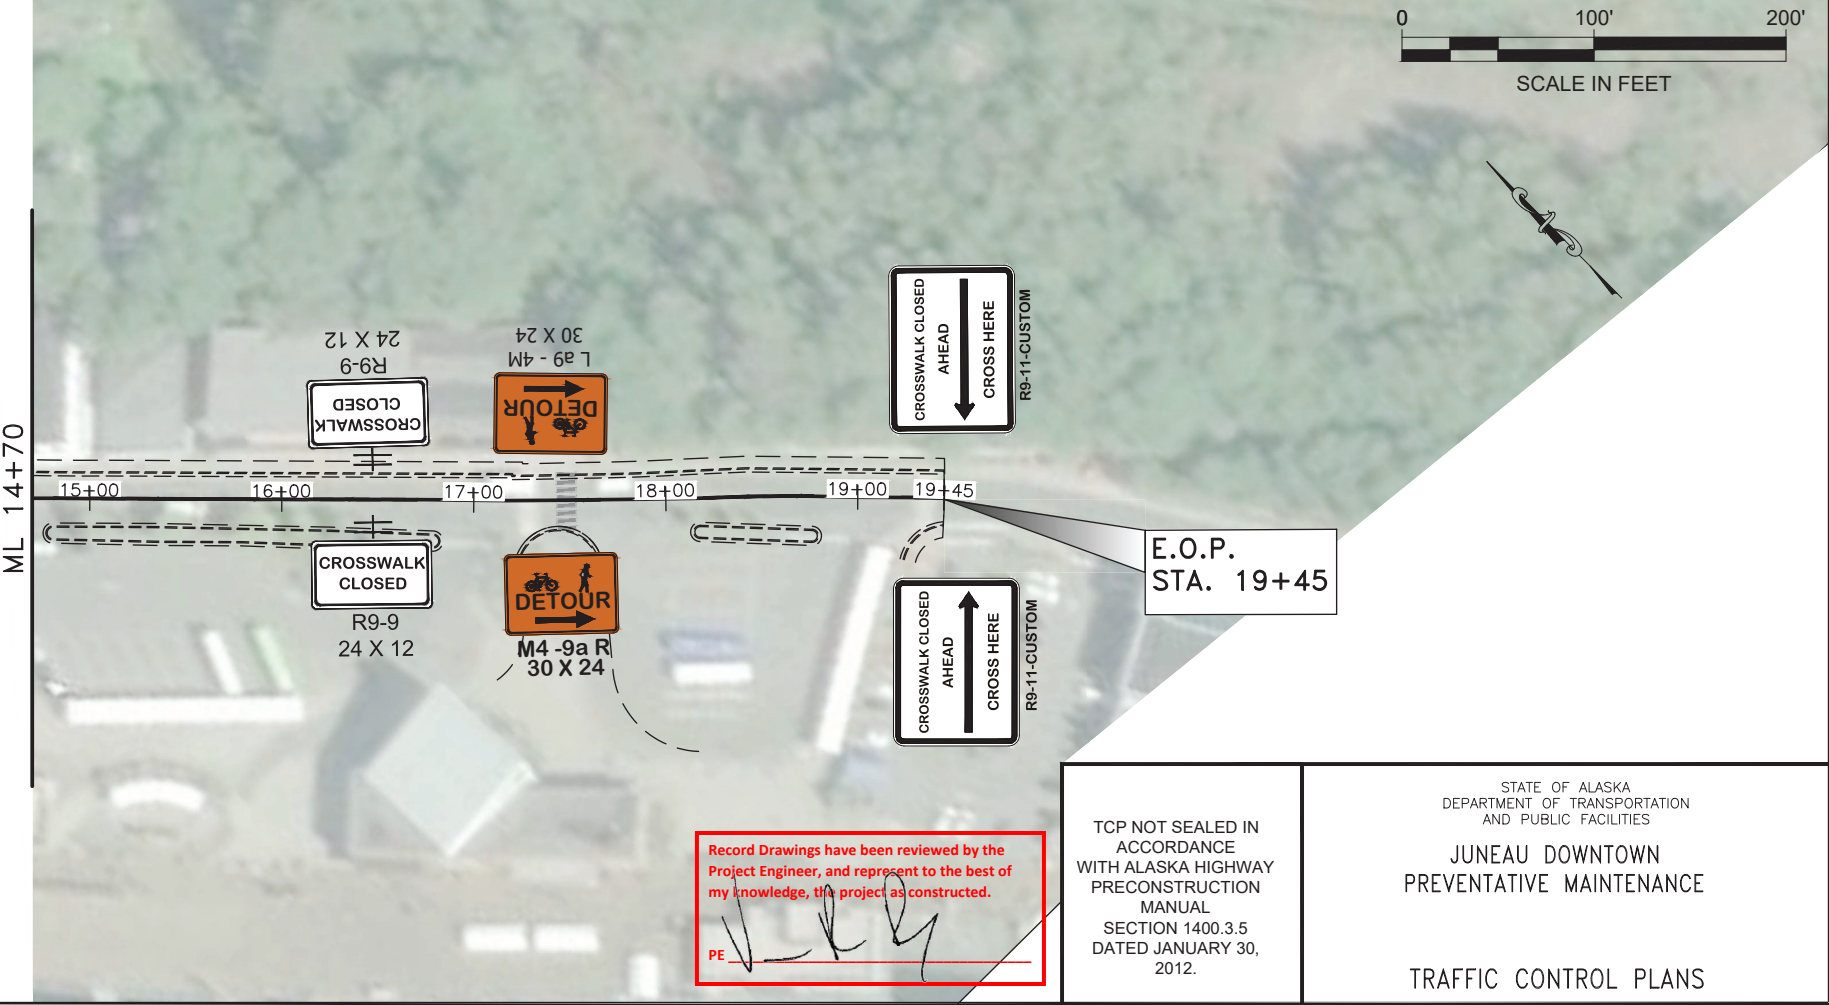 0 100' 200'
SCALE IN FEET
CROSSWALK CLOSED
AHEAD
CROSS HERE
R9-11-CUSTOM
24 X 12
R9-9
CROSSWALK
CLOSED
30 X 24
L a9 - 4M
DETOUR
ML 14+70
15+00 16+00 17+00 18+00 19+00 19+45
CROSSWALK
CLOSED
R9-9
24 X 12
DETOUR
M4 -9a R
30 X 24
CROSSWALK CLOSED
AHEAD
CROSS HERE
R9-11-CUSTOM
E.O.P.
STA. 19+45
Record Drawings have been reviewed by the
Project Engineer, and represent to the best of
my knowledge, the project as constructed.
PE
TCP NOT SEALED IN
ACCORDANCE
WITH ALASKA HIGHWAY
PRECONSTRUCTION
MANUAL
SECTION 1400.3.5
DATED JANUARY 30,
2012.
STATE OF ALASKA
DEPARTMENT OF TRANSPORTATION
AND PUBLIC FACILITIES
JUNEAU DOWNTOWN
PREVENTATIVE MAINTENANCE
TRAFFIC CONTROL PLANS